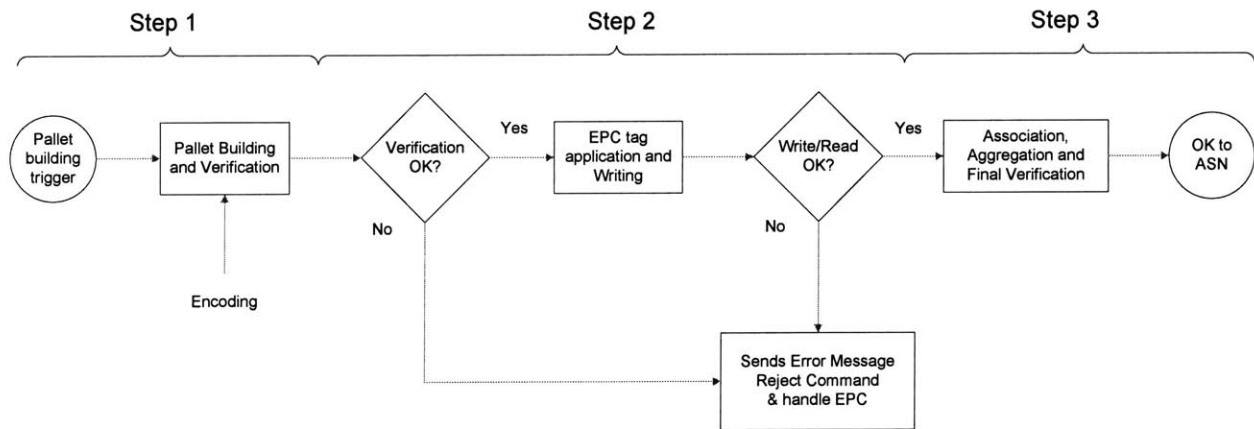 Step 1
Step 2
Step 3
Pallet
building
trigger
Pallet Building
and Verification
Verification
OK?
Yes
EPC tag
application and
Writing
Write/Read
OK?
Yes
Association,
Aggregation and
Final Verification
OK to
ASN
No
No
Encoding
Sends Error Message
Reject Command
& handle EPC